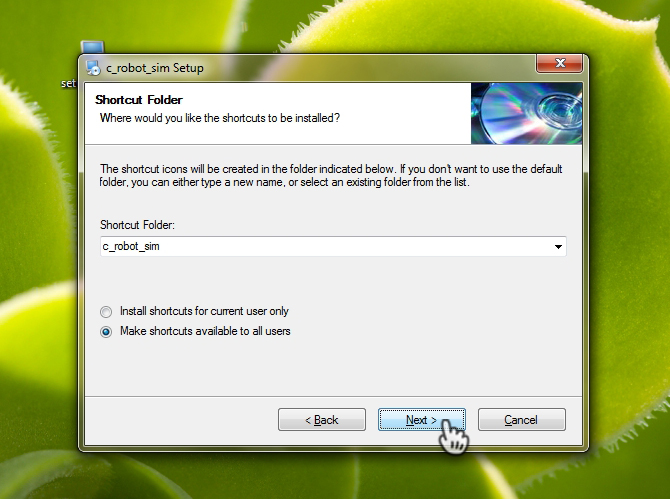 set
c_robot_sim Setup
Shortcut Folder
Where would you like the shortcuts to be installed?
The shortcut icons will be created in the folder indicated below. If you don't want to use the default
folder, you can either type a new name, or select an existing folder from the list.
Shortcut Folder:
c_robot_sim
Install shortcuts for current user only
Make shortcuts available to all users
< Back
Next >
Cancel